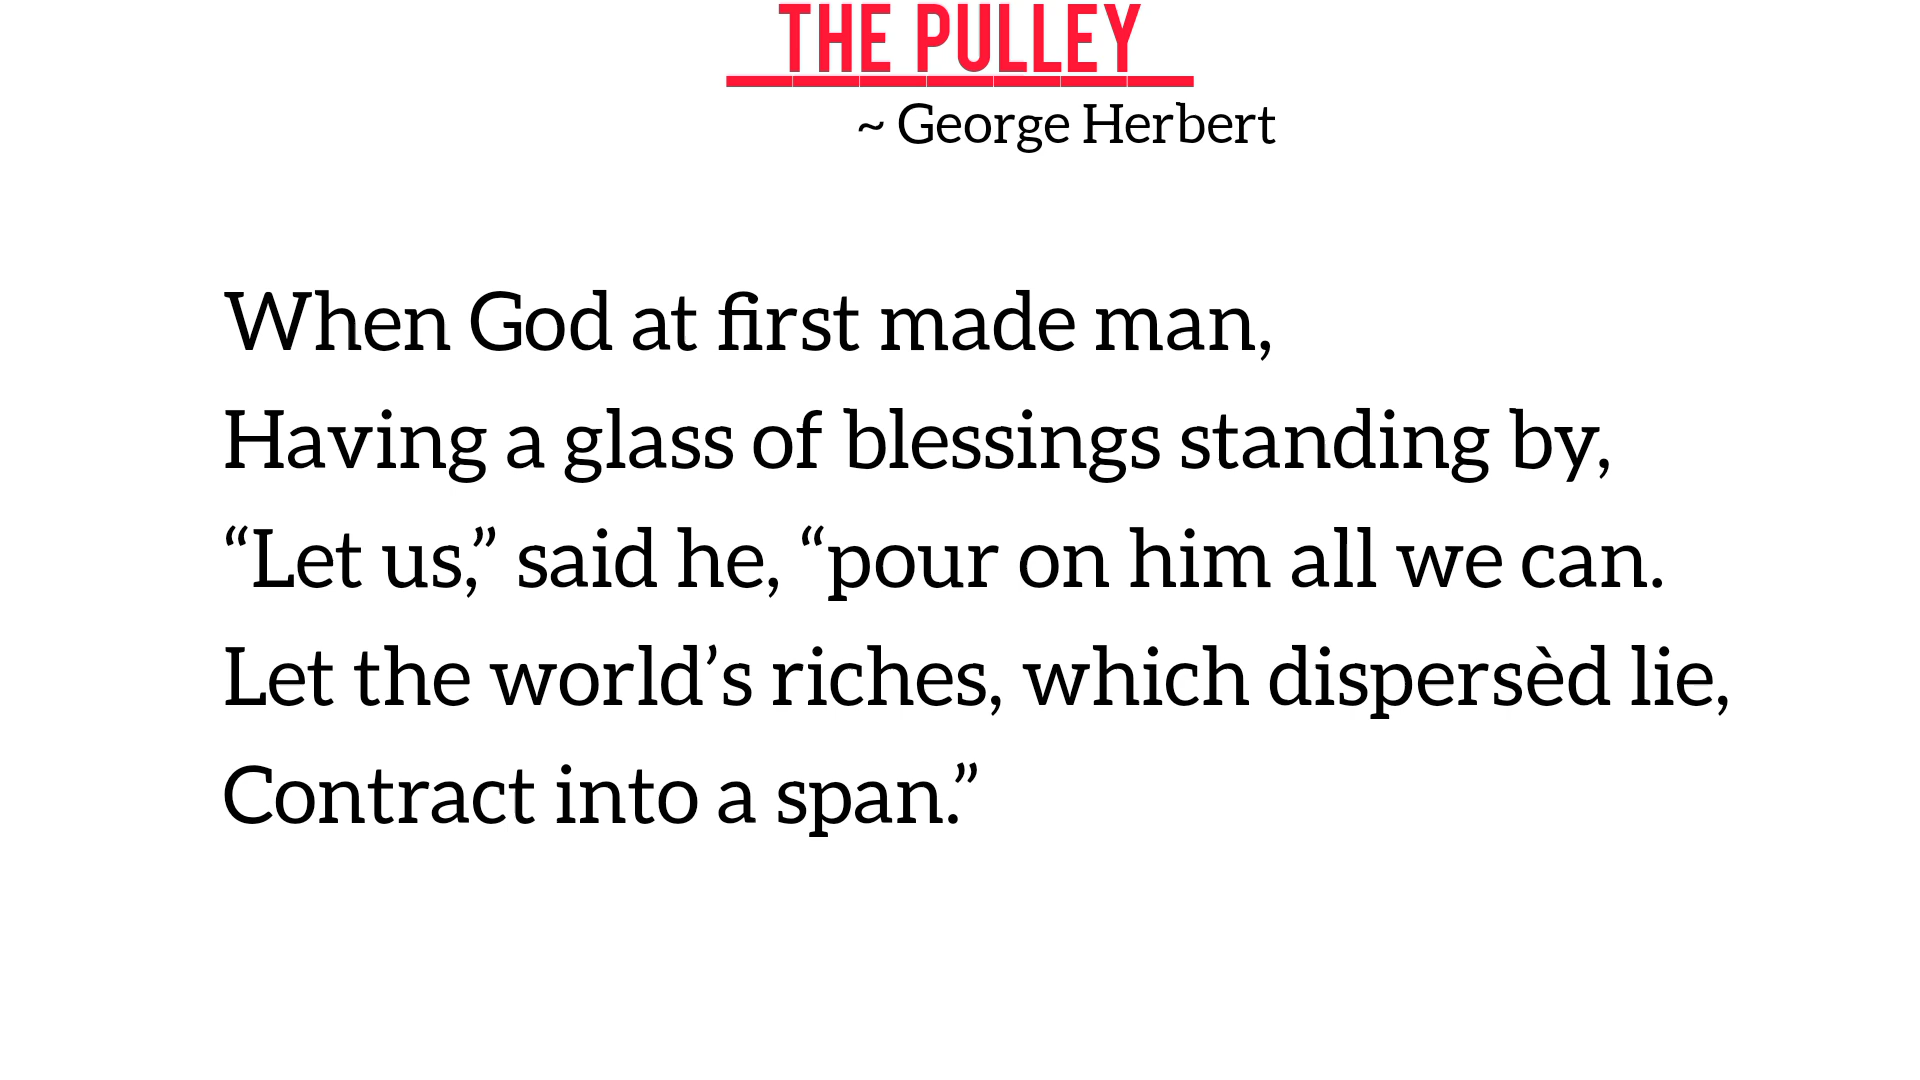 THE PULLEY
~ George Herbert
When God at first made man,
Having a glass of blessings standing by,
“Let us,” said he, “pour on him all we can.
Let the world’s riches, which dispersèd lie,
Contract into a span.”